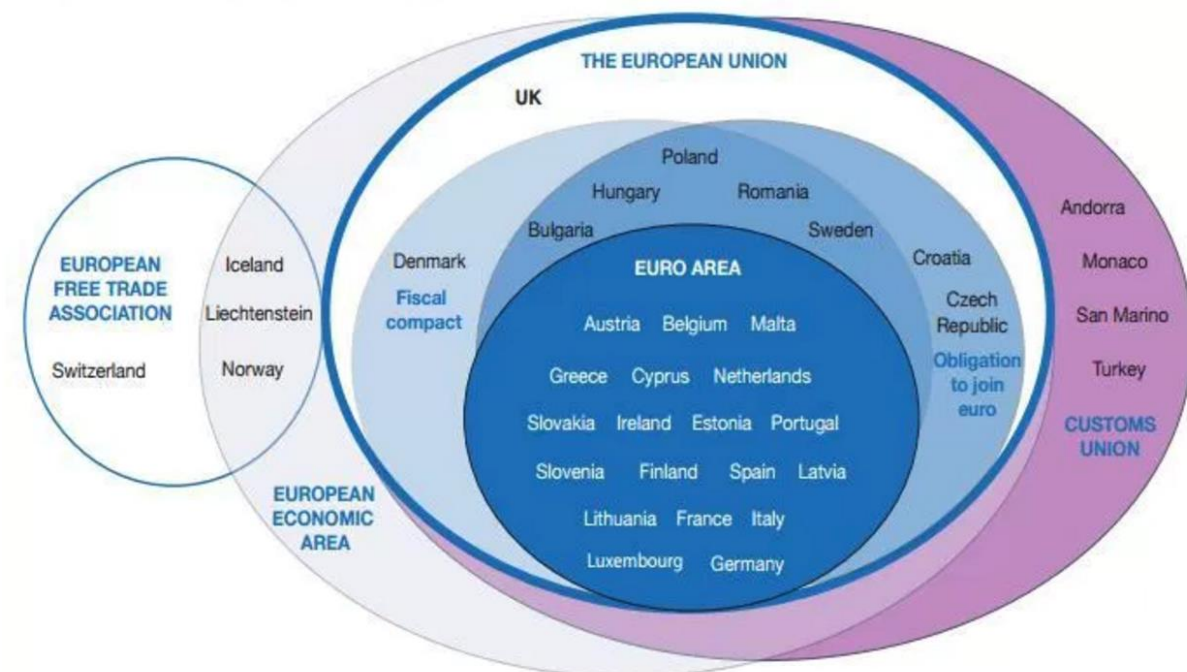 THE EUROPEAN UNION
UK
Poland
Hungary Romania
Bulgaria Sweden
Andorra
EUROPEAN
FREE TRADE
ASSOCIATION
Switzerland
Iceland
Liechtenstein
Norway
Denmark
Fiscal
compact
EURO AREA
Austria Belgium Malta
Greece Cyprus Netherlands
Slovakia Ireland Estonia Portugal
Slovenia Finland Spain Latvia
Lithuania France Italy
Luxembourg Germany
Croatia
Czech
Republic
Obligation
to join
euro
Monaco
San Marino
Turkey
CUSTOMS
UNION
EUROPEAN
ECONOMIC
AREA